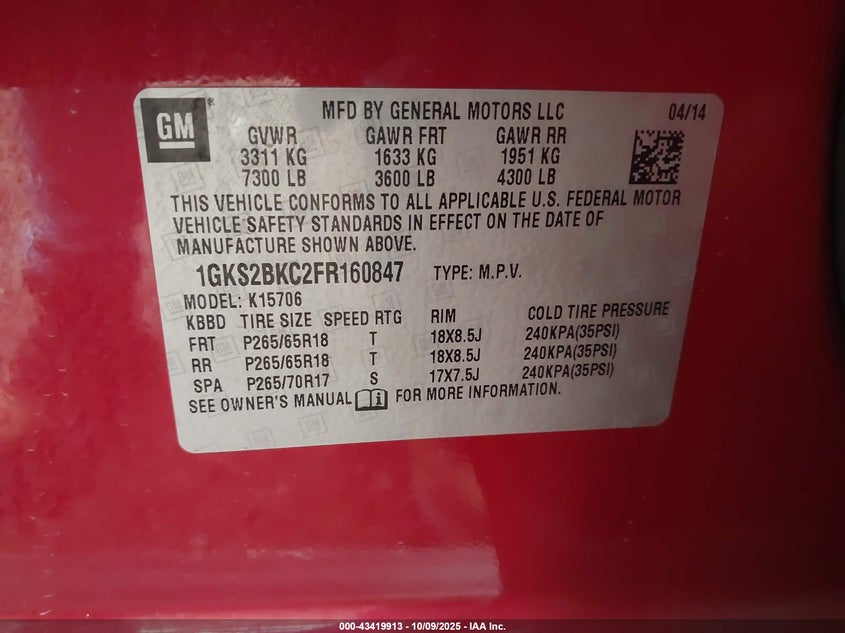 GM
MFD BY GENERAL MOTORS LLC 04/14
GVWR GAWR FRT GAWR RR
3311 KG 1633 KG 1951 KG
7300 LB 3600 LB 4300 LB
THIS VEHICLE CONFORMS TO ALL APPLICABLE U.S. FEDERAL MOTOR
VEHICLE SAFETY STANDARDS IN EFFECT ON THE DATE OF
MANUFACTURE SHOWN ABOVE.
1GKS2BKC2FR160847 TYPE: M.P.V.
MODEL: K15706
KBBD TIRE SIZE SPEED RTG RIM COLD TIRE PRESSURE
FRT P265/65R18 T 18X8.5J 240KPA(35PSI)
RR P265/65R18 T 18X8.5J 240KPA(35PSI)
SPA P265/70R17 S 17X7.5J 240KPA(35PSI)
SEE OWNER'S MANUAL FOR MORE INFORMATION.
000-43419913 - 10/09/2025 - IAA Inc.